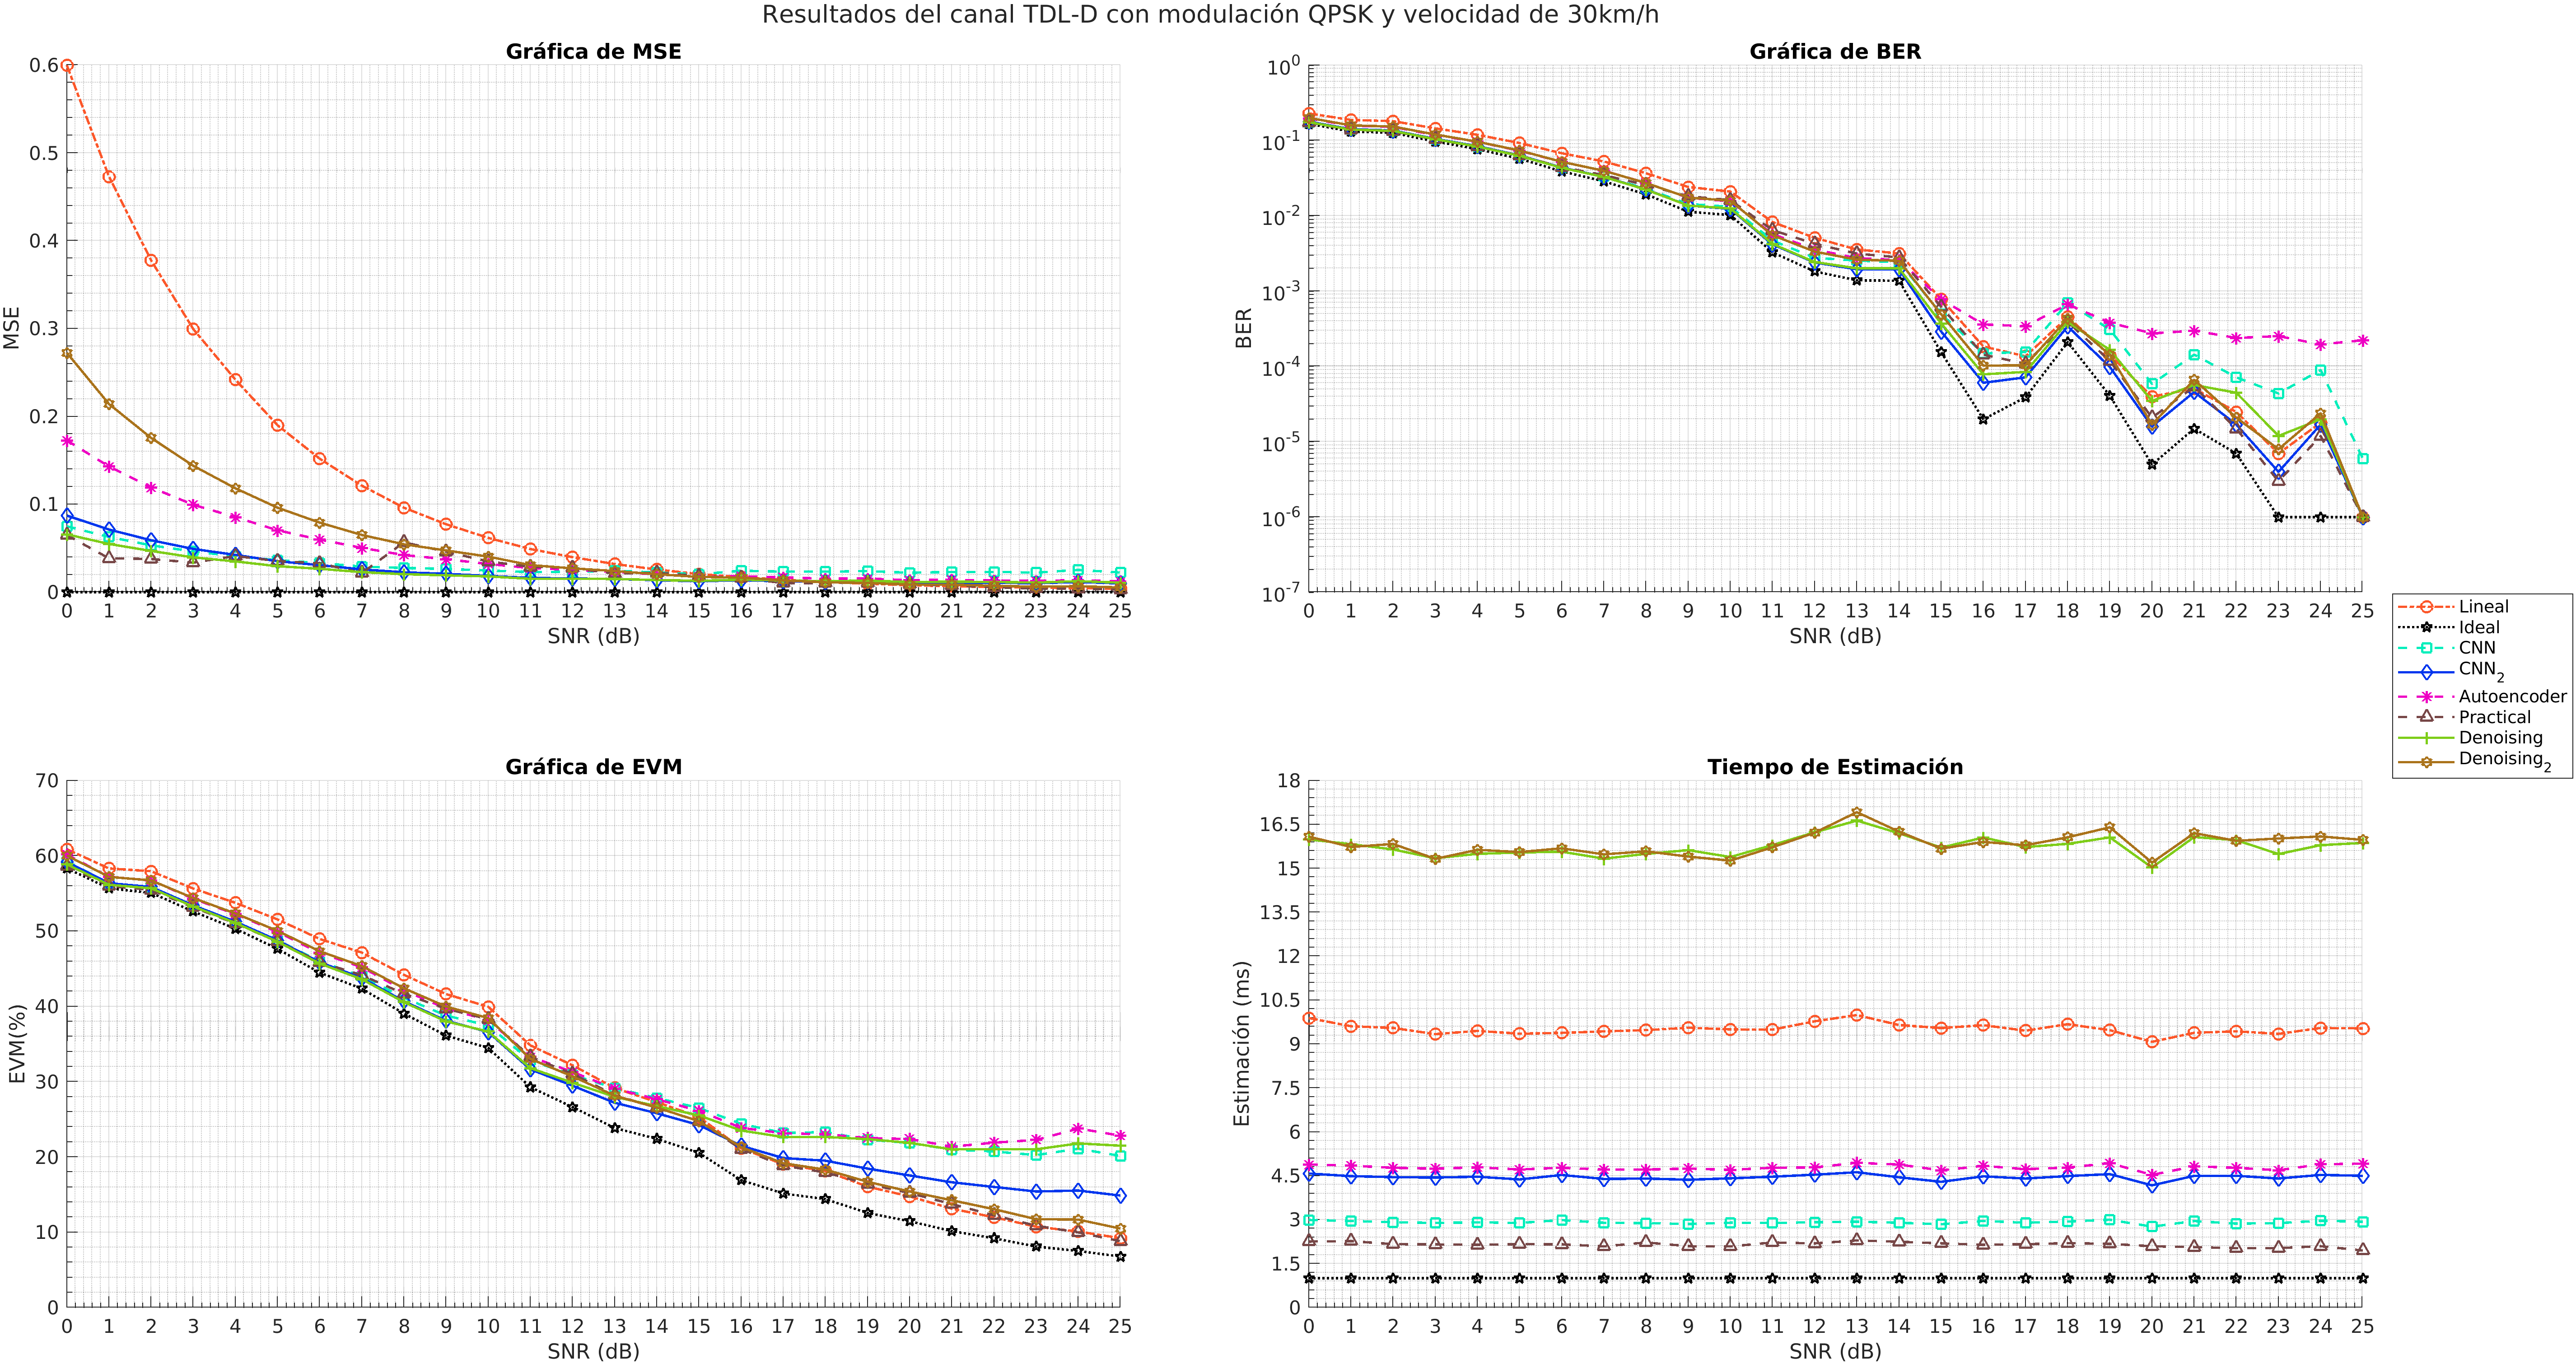 Resultados del canal TDL-D con modulación QPSK y velocidad de 30km/h
Gráfica de MSE
0.6
0.5
0.4
0.3
0.2
0.1
0
MSE
0 1 2 3 4 5 6 7 8 9 10 11 12 13 14 15 16 17 18 19 20 21 22 23 24 25
SNR (dB)
Gráfica de BER
10^0
10^-1
10^-2
10^-3
10^-4
10^-5
10^-6
10^-7
BER
0 1 2 3 4 5 6 7 8 9 10 11 12 13 14 15 16 17 18 19 20 21 22 23 24 25
SNR (dB)
Lineal
Ideal
CNN
CNN_2
Autoencoder
Practical
Denoising
Denoising_2
Gráfica de EVM
70
60
50
40
30
20
10
0
EVM(%)
0 1 2 3 4 5 6 7 8 9 10 11 12 13 14 15 16 17 18 19 20 21 22 23 24 25
SNR (dB)
Tiempo de Estimación
18
16.5
15
13.5
12
10.5
9
7.5
6
4.5
3
1.5
0
Estimación (ms)
0 1 2 3 4 5 6 7 8 9 10 11 12 13 14 15 16 17 18 19 20 21 22 23 24 25
SNR (dB)